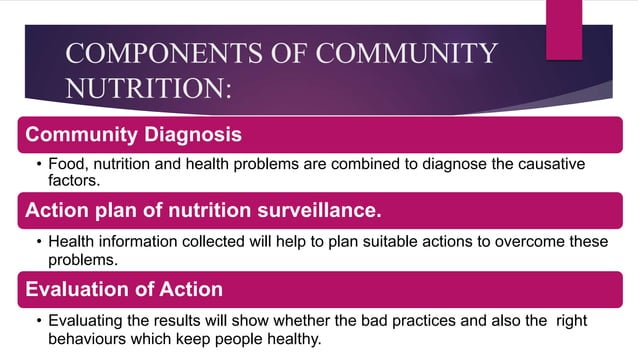 COMPONENTS OF COMMUNITY
NUTRITION:
Community Diagnosis
• Food, nutrition and health problems are combined to diagnose the causative
factors.
Action plan of nutrition surveillance.
• Health information collected will help to plan suitable actions to overcome these
problems.
Evaluation of Action
• Evaluating the results will show whether the bad practices and also the  right
behaviours which keep people healthy.